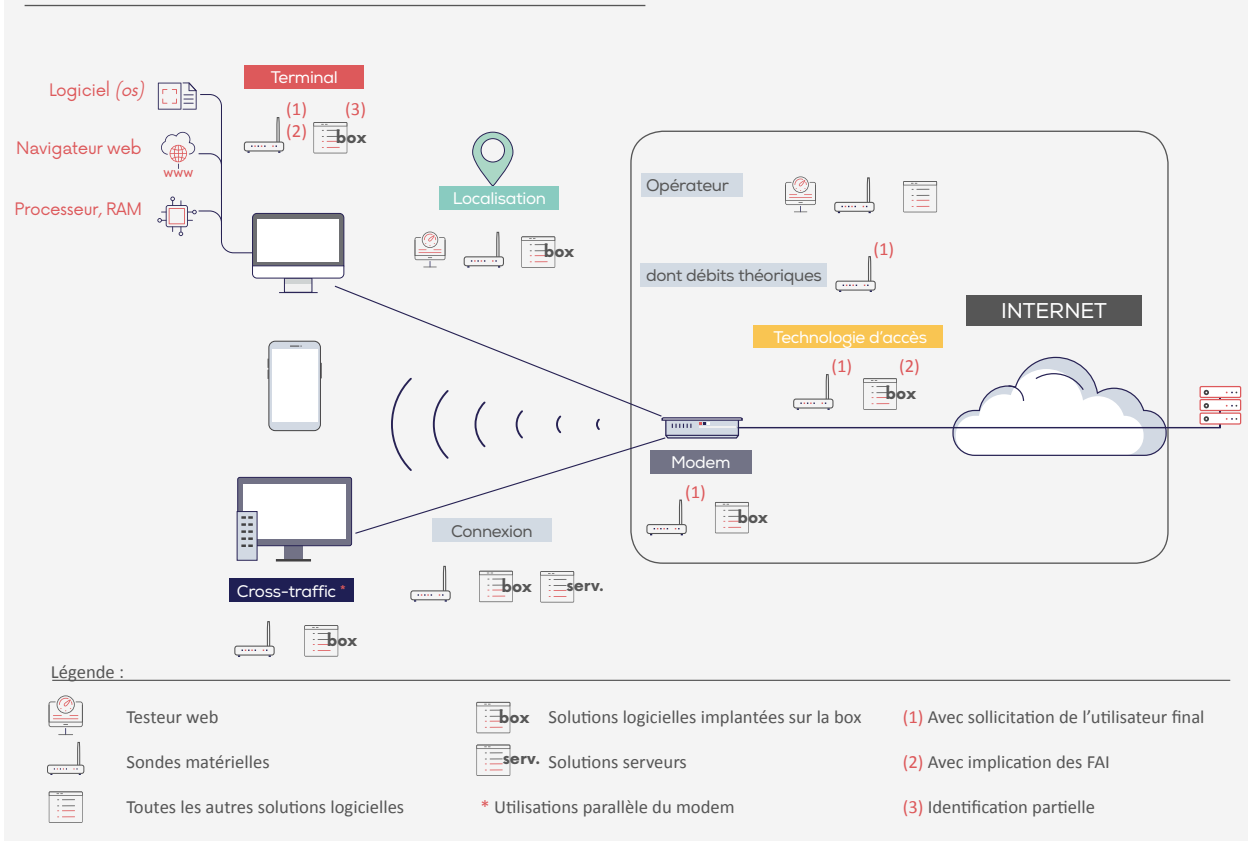 Logiciel (os)
Navigateur web
www
Processeur, RAM
Terminal
(1)
(2)
(3)
box
Localisation
box
Opérateur
dont débits théoriques
(1)
INTERNET
Technologie d'accès
(1)
(2)
box
Modem
(1)
box
Connexion
box
serv.
Cross-traffic *
box
Légende :
Testeur web
Sondes matérielles
Toutes les autres solutions logicielles
box Solutions logicielles implantées sur la box
serv. Solutions serveurs
* Utilisations parallèle du modem
(1) Avec sollicitation de l'utilisateur final
(2) Avec implication des FAI
(3) Identification partielle